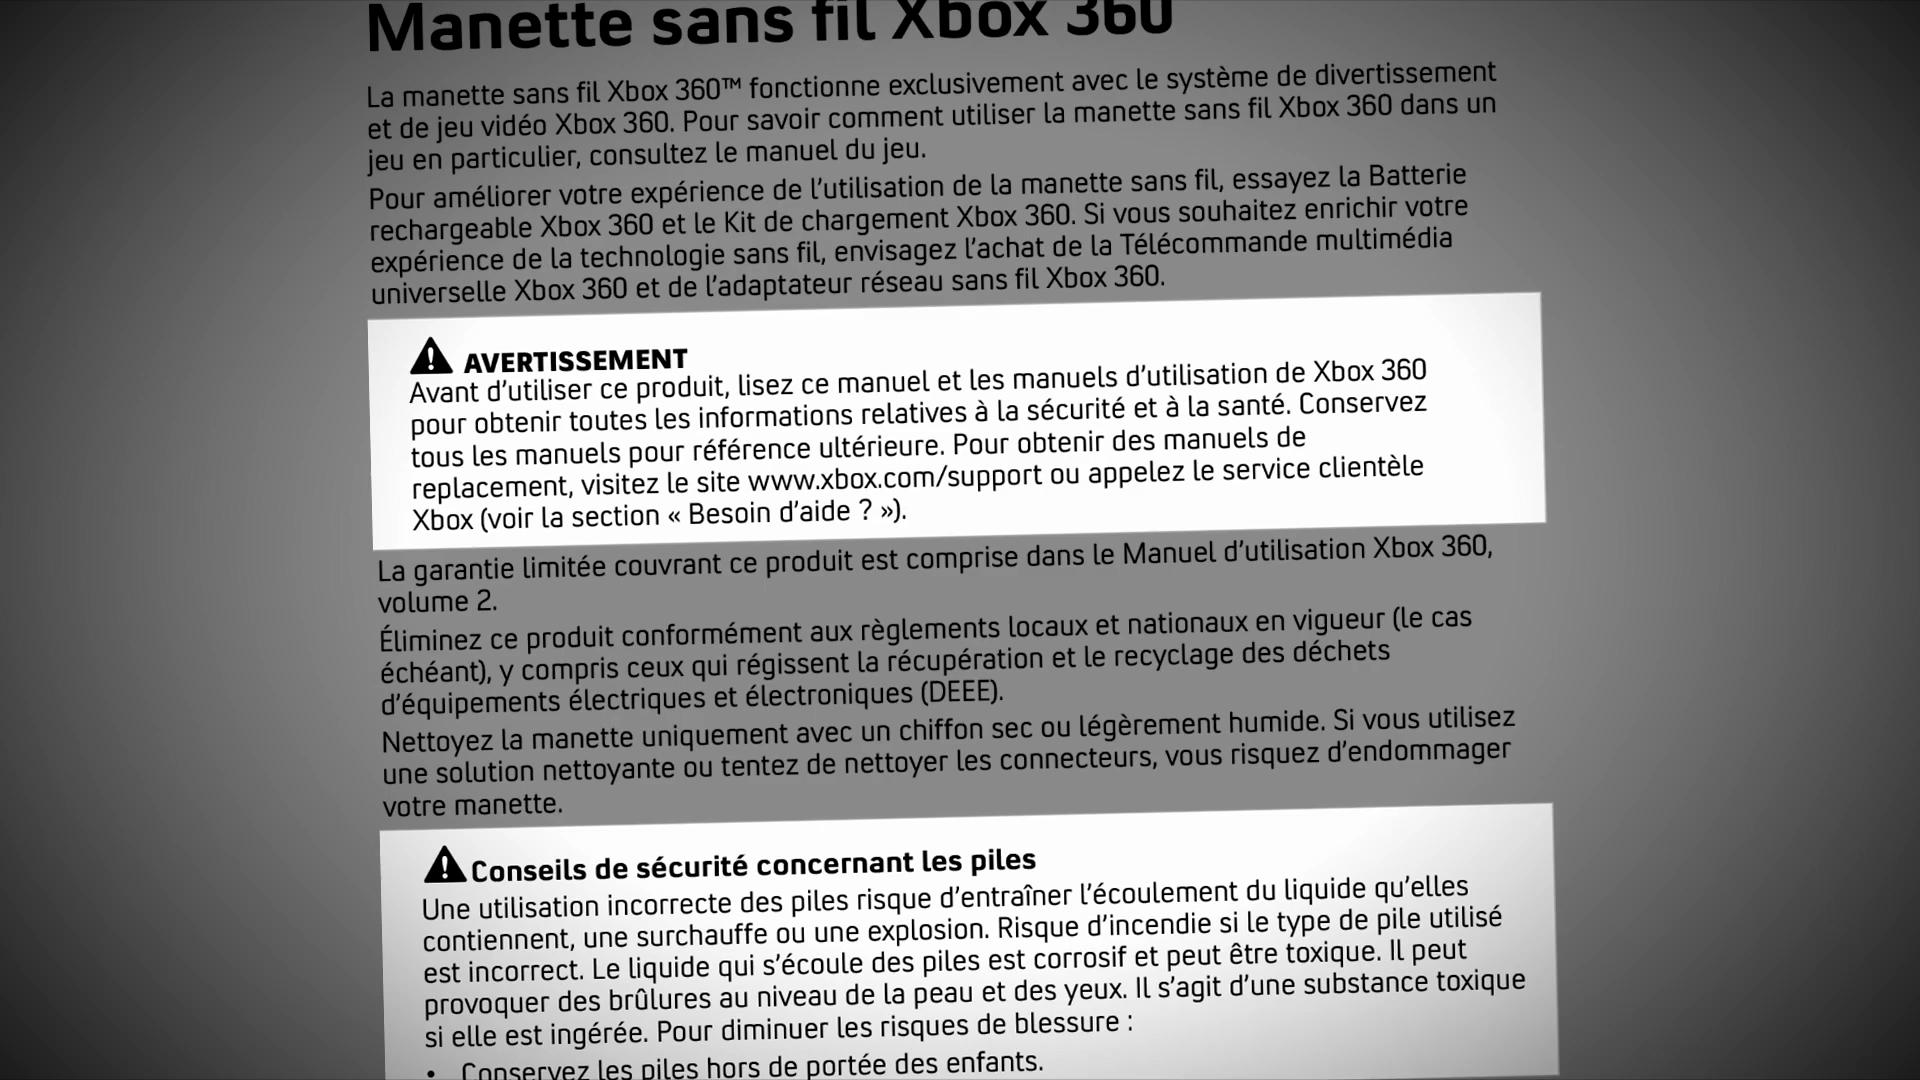 Manette sans fil Xbox 360
La manette sans fil Xbox 360™ fonctionne exclusivement avec le système de divertissement
et de jeu vidéo Xbox 360. Pour savoir comment utiliser la manette sans fil Xbox 360 dans un
jeu en particulier, consultez le manuel du jeu.
Pour améliorer votre expérience de l’utilisation de la manette sans fil, essayez la Batterie
rechargeable Xbox 360 et le Kit de chargement Xbox 360. Si vous souhaitez enrichir votre
expérience de la technologie sans fil, envisagez l’achat de la Télécommande multimédia
universelle Xbox 360 et de l’adaptateur réseau sans fil Xbox 360.
AVERTISSEMENT
Avant d’utiliser ce produit, lisez ce manuel et les manuels d’utilisation de Xbox 360
pour obtenir toutes les informations relatives à la sécurité et à la santé. Conservez
tous les manuels pour référence ultérieure. Pour obtenir des manuels de
replacement, visitez le site www.xbox.com/support ou appelez le service clientèle
Xbox (voir la section « Besoin d’aide ? »).
La garantie limitée couvrant ce produit est comprise dans le Manuel d’utilisation Xbox 360,
volume 2.
Éliminez ce produit conformément aux règlements locaux et nationaux en vigueur (le cas
échéant), y compris ceux qui régissent la récupération et le recyclage des déchets
d’équipements électriques et électroniques (DEEE).
Nettoyez la manette uniquement avec un chiffon sec ou légèrement humide. Si vous utilisez
une solution nettoyante ou tentez de nettoyer les connecteurs, vous risquez d’endommager
votre manette.
Conseils de sécurité concernant les piles
Une utilisation incorrecte des piles risque d’entraîner l’écoulement du liquide qu’elles
contiennent, une surchauffe ou une explosion. Risque d’incendie si le type de pile utilisé
est incorrect. Le liquide qui s’écoule des piles est corrosif et peut être toxique. Il peut
provoquer des brûlures au niveau de la peau et des yeux. Il s’agit d’une substance toxique
si elle est ingérée. Pour diminuer les risques de blessure :
• Conservez les piles hors de portée des enfants.